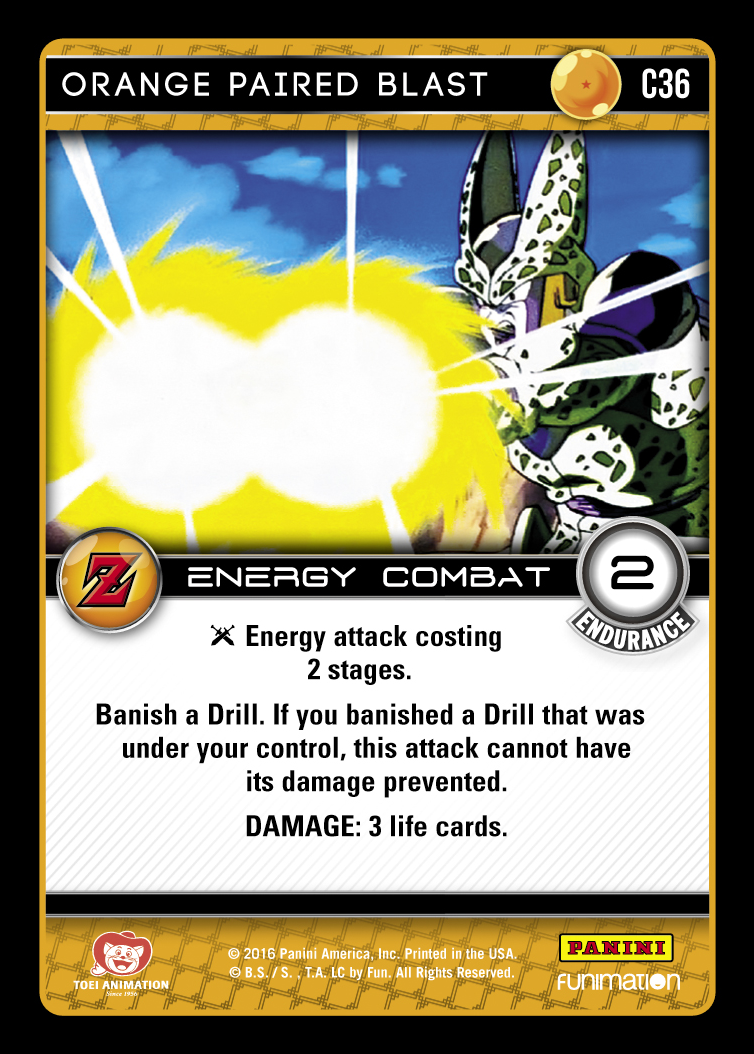 ORANGE PAIRED BLAST C36
Z ENERGY COMBAT 2
ENDURANCE
Energy attack costing
2 stages.
Banish a Drill. If you banished a Drill that was
under your control, this attack cannot have
its damage prevented.
DAMAGE: 3 life cards.
TOEI ANIMATION
Since 1956
© 2016 Panini America, Inc. Printed in the USA.
© B.S. / S. , T.A. LC by Fun. All Rights Reserved.
PANINI
FUNIMATION